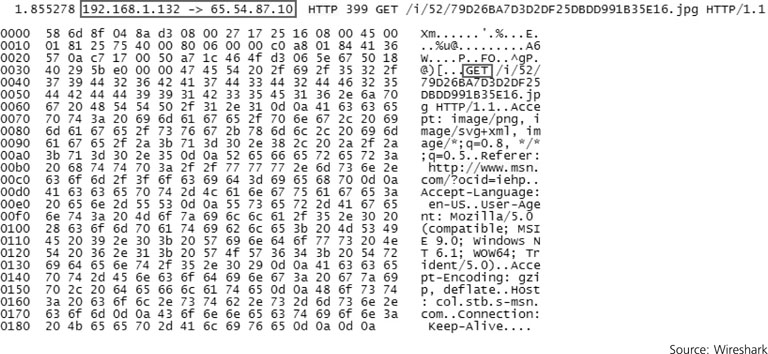 1.855278 192.168.1.132 -> 65.54.87.10 HTTP 399 GET /i/52/79D26BA7D3D2DF25DBDD991B35E16.jpg HTTP/1.1
0000 58 6d 8f 04 8a d3 08 00 27 17 25 16 08 00 45 00 Xm......'.%...E.
0010 01 81 25 75 40 00 80 06 00 00 c0 a8 01 84 41 36 ..%u@.........A6
0020 57 0a c7 17 00 50 a7 1c 46 4f d3 06 5e 67 50 18 W....P..FO..^gP.
0030 40 29 5b e0 00 00 47 45 54 20 2f 69 2f 35 32 2f @)[...GET /i/52/
0040 37 39 44 32 36 42 41 37 44 33 44 32 44 46 32 35 79D26BA7D3D2DF25
0050 44 42 44 44 39 39 31 42 33 35 45 31 36 2e 6a 70 DBDD991B35E16.jp
0060 67 20 48 54 54 50 2f 31 2e 31 0d 0a 41 63 63 65 g HTTP/1.1..Acce
0070 70 74 3a 20 69 6d 61 67 65 2f 70 6e 67 2c 20 69 pt: image/png, i
0080 6d 61 67 65 2f 73 76 67 2b 78 6d 6c 2c 20 69 6d mage/svg+xml, im
0090 61 67 65 2f 2a 3b 71 3d 30 2e 38 2c 20 2a 2f 2a age/*;q=0.8, */*
00a0 3b 71 3d 30 2e 35 0d 0a 52 65 66 65 72 65 72 3a ;q=0.5..Referer:
00b0 20 68 74 74 70 3a 2f 2f 77 77 77 2e 6d 73 6e 2e http://www.msn.
00c0 63 6f 6d 2f 3f 6f 63 69 64 3d 69 65 68 70 0d 0a com/?ocid=iehp..
00d0 41 63 63 65 70 74 2d 4c 61 6e 67 75 61 67 65 3a Accept-Language:
00e0 20 65 6e 2d 55 53 0d 0a 55 73 65 72 2d 41 67 65 en-US..User-Age
00f0 6e 74 3a 20 4d 6f 7a 69 6c 6c 61 2f 35 2e 30 20 nt: Mozilla/5.0
0100 28 63 6f 6d 70 61 74 69 62 6c 65 3b 20 4d 53 49 (compatible; MSI
0110 45 20 39 2e 30 3b 20 57 69 6e 64 6f 77 73 20 4e E 9.0; Windows N
0120 54 20 36 2e 31 3b 20 57 4f 57 36 34 3b 20 54 72 T 6.1; WOW64; Tr
0130 69 64 65 6e 74 2f 35 2e 30 29 0d 0a 41 63 63 65 ident/5.0)..Acce
0140 70 74 2d 45 6e 63 6f 64 69 6e 67 3a 20 67 7a 69 pt-Encoding: gzi
0150 70 2c 20 64 65 66 6c 61 74 65 0d 0a 48 6f 73 74 p, deflate..Host
0160 3a 20 63 6f 6c 2e 73 74 62 2e 73 2d 6d 73 6e 2e : col.stb.s-msn.
0170 63 6f 6d 0d 0a 43 6f 6e 6e 65 63 74 69 6f 6e 3a com..Connection:
0180 20 4b 65 65 70 2d 41 6c 69 76 65 0d 0a 0d 0a Keep-Alive....
Source: Wireshark